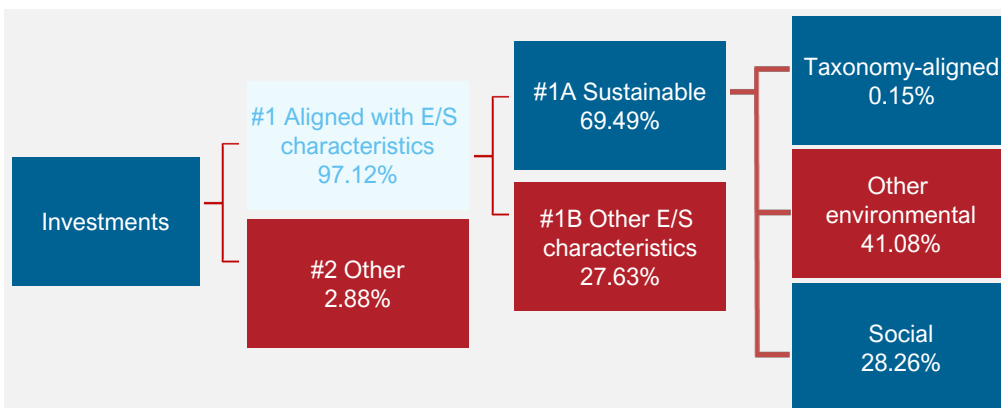 Investments
#1 Aligned with E/S
characteristics
97.12%
#2 Other
2.88%
#1A Sustainable
69.49%
#1B Other E/S
characteristics
27.63%
Taxonomy-aligned
0.15%
Other
environmental
41.08%
Social
28.26%